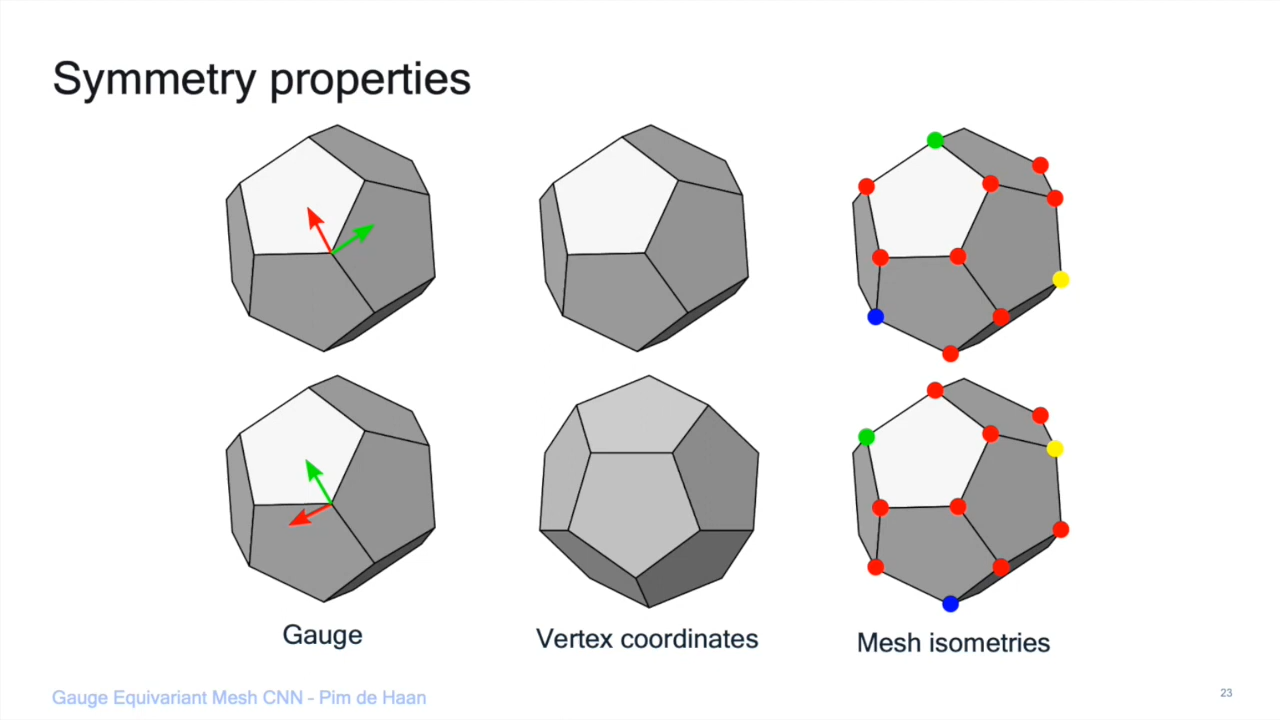 Symmetry properties
Gauge
Vertex coordinates
Mesh isometries
Gauge Equivariant Mesh CNN - Pim de Haan
23